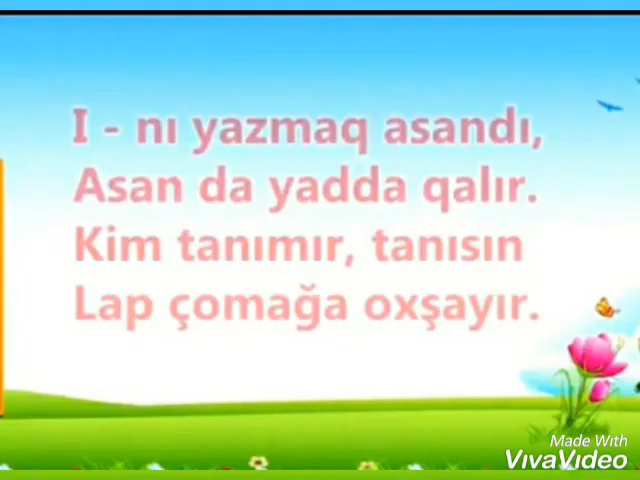 I - nı yazmaq asandı,
Asan da yadda qalır.
Kim tanımır, tanısın
Lap çomağa oxşayır.
Made With
VivaVideo